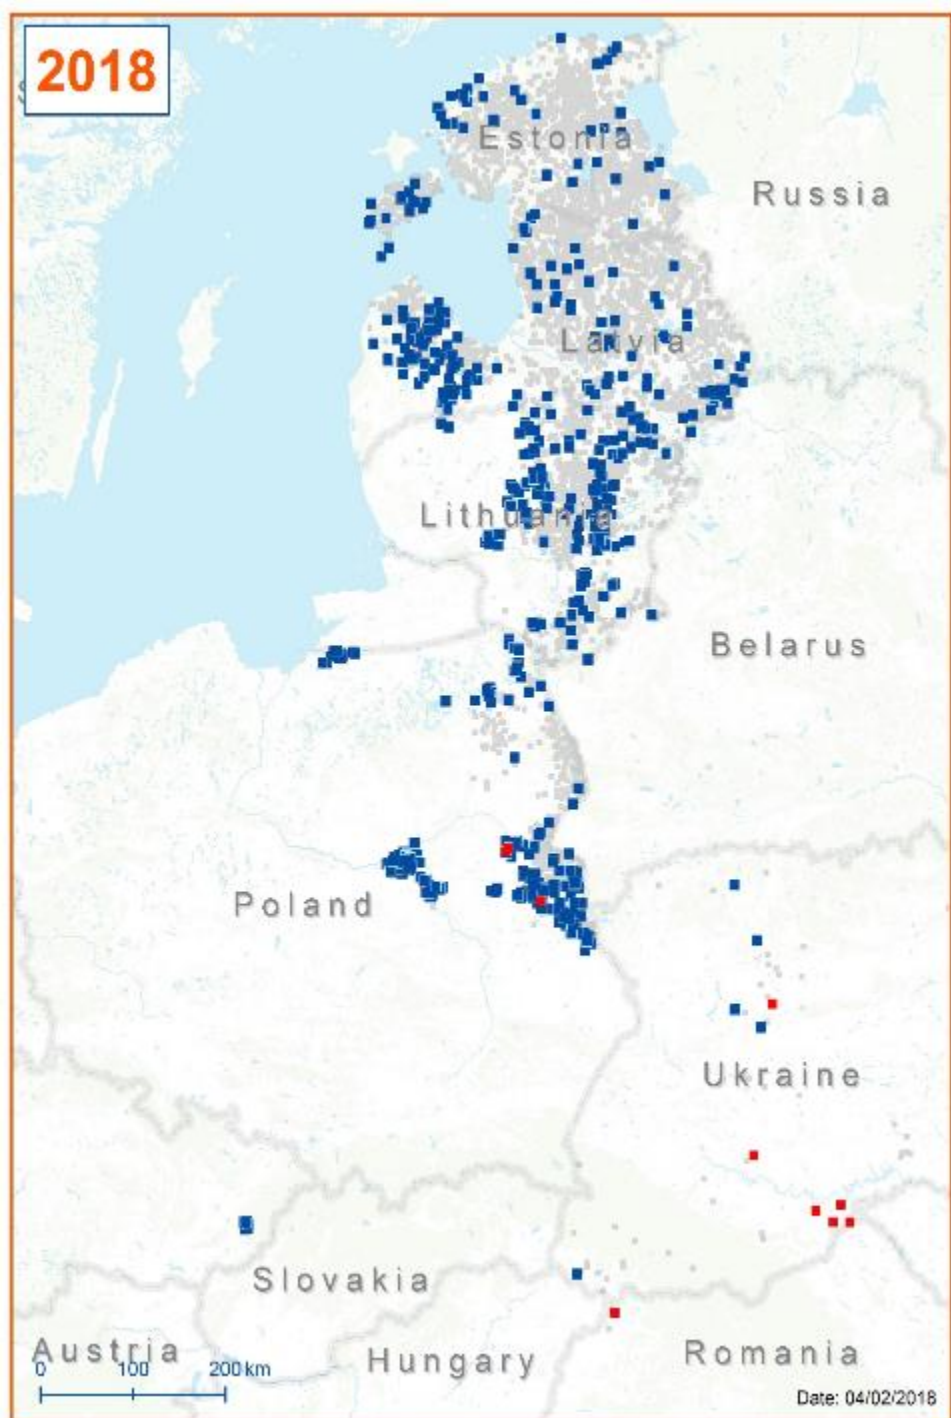 2018
S
Estonia
Russia
Latvia
Lithuania
Belarus
Poland
Ukraine
Slovakia
Austria
Hungary
Romania
0 100 200 km
Date: 04/02/2018